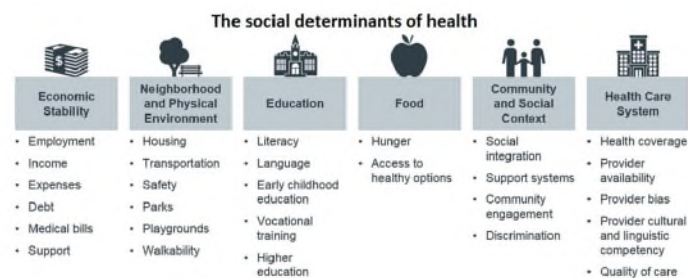 The social determinants of health
$
Economic
Stability
• Employment
• Income
• Expenses
• Debt
• Medical bills
• Support
Neighborhood
and Physical
Environment
• Housing
• Transportation
• Safety
• Parks
• Playgrounds
• Walkability
Education
• Literacy
• Language
• Early childhood
education
• Vocational
training
• Higher
education
Food
• Hunger
• Access to
healthy options
Community
and Social
Context
• Social
integration
• Support systems
• Community
engagement
• Discrimination
Health Care
System
• Health coverage
• Provider
availability
• Provider bias
• Provider cultural
and linguistic
competency
• Quality of care